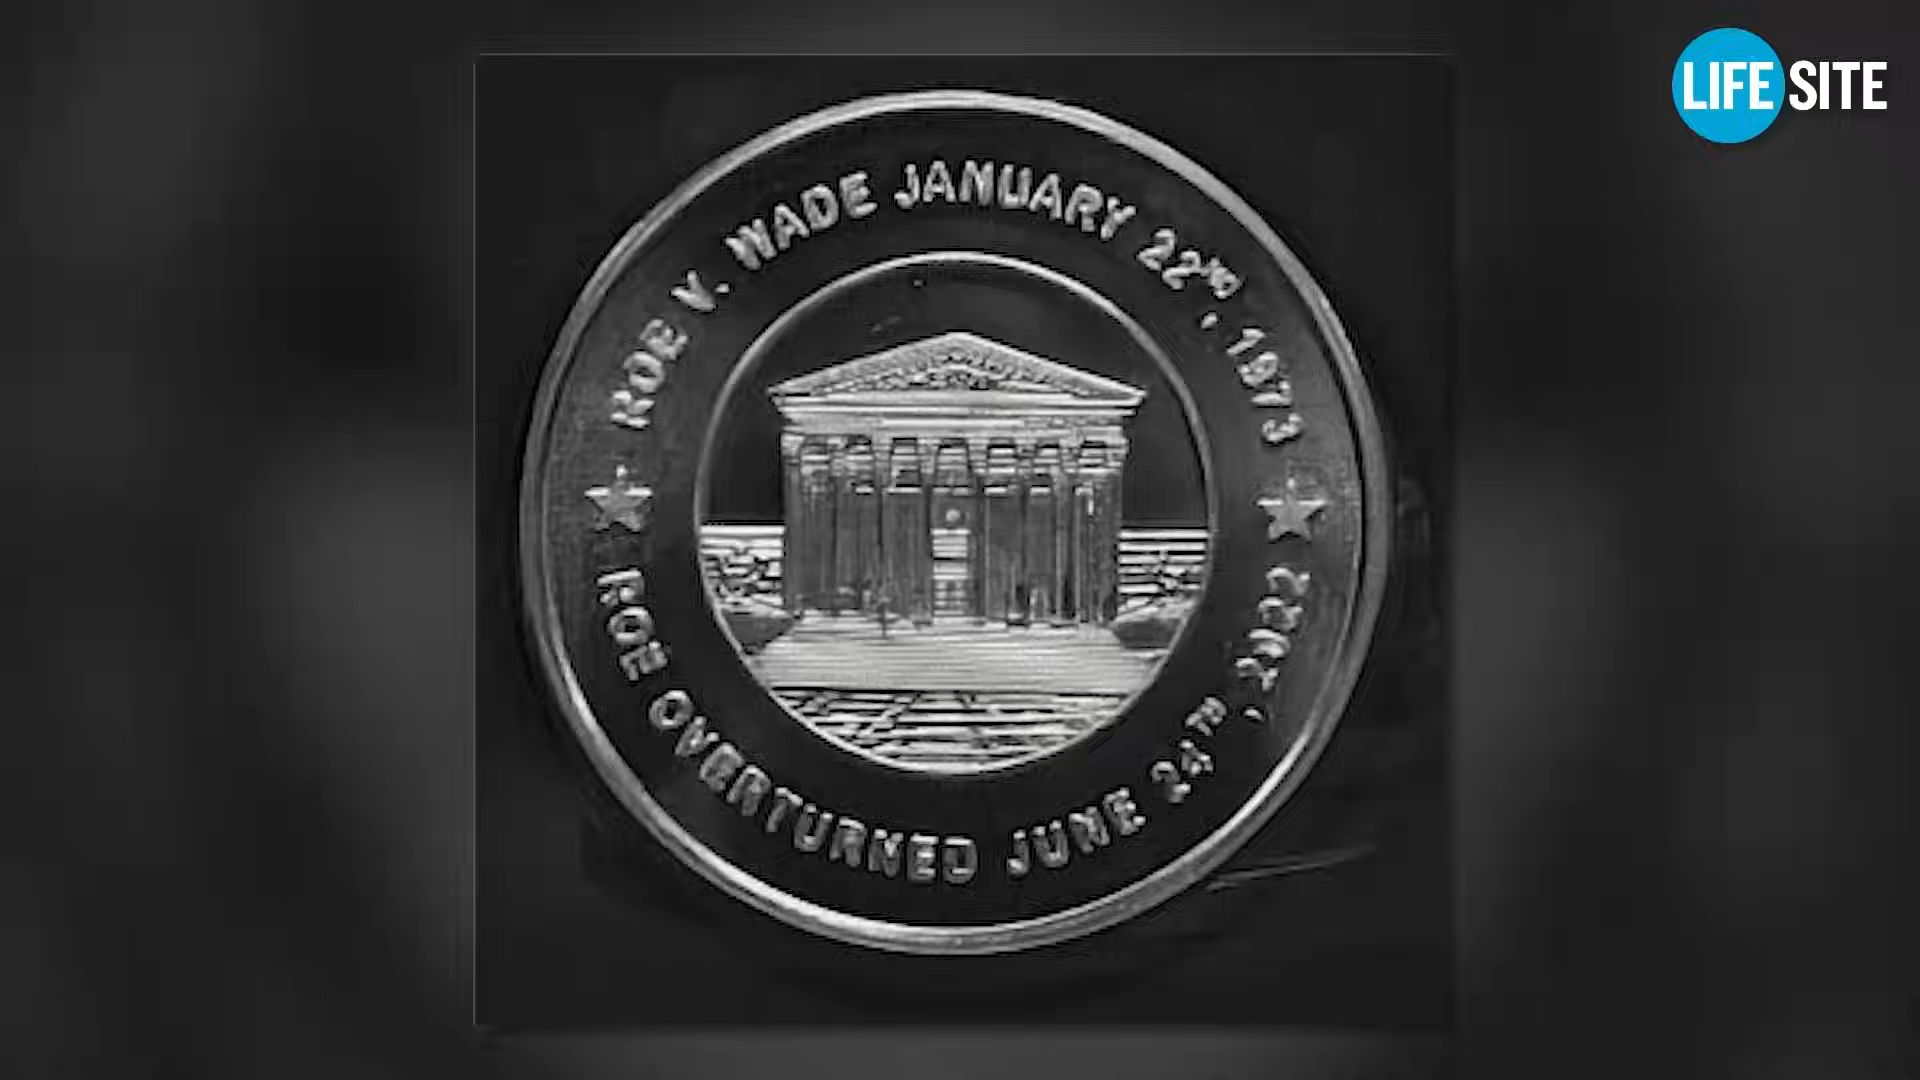 LIFE SITE
ROE V. WADE JANUARY 22ND, 1973
ROE OVERTURNED JUNE 24TH, 2022